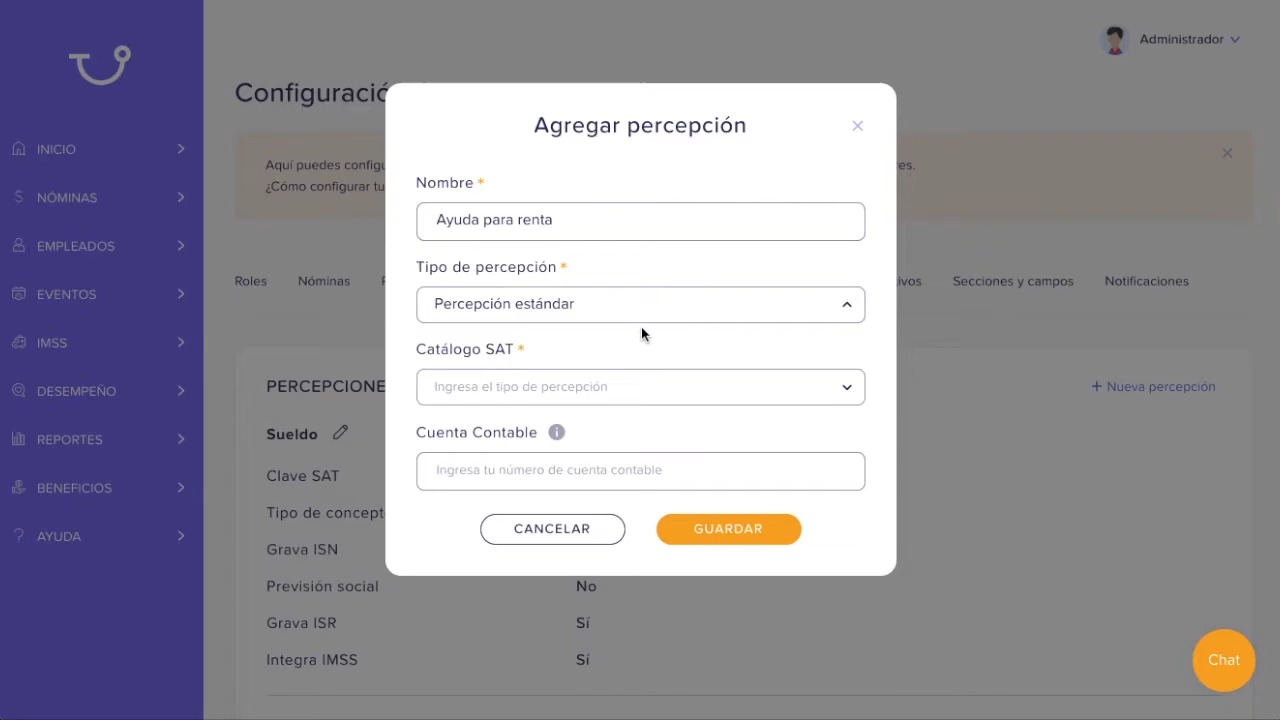 Administrador
Configuració
Aquí puedes configu
res.
¿Cómo configurar tu
INICIO
NÓMINAS
EMPLEADOS
EVENTOS
IMSS
DESEMPEÑO
REPORTES
BENEFICIOS
AYUDA
Roles
Nóminas
P
ivos
Secciones y campos
Notificaciones
PERCEPCIONE
+ Nueva percepción
Sueldo
Clave SAT
Tipo de concept
Grava ISN
Previsión social
No
Grava ISR
Sí
Integra IMSS
Sí
Agregar percepción
Nombre *
Ayuda para renta
Tipo de percepción *
Percepción estándar
Catálogo SAT *
Ingresa el tipo de percepción
Cuenta Contable
Ingresa tu número de cuenta contable
CANCELAR
GUARDAR
Chat